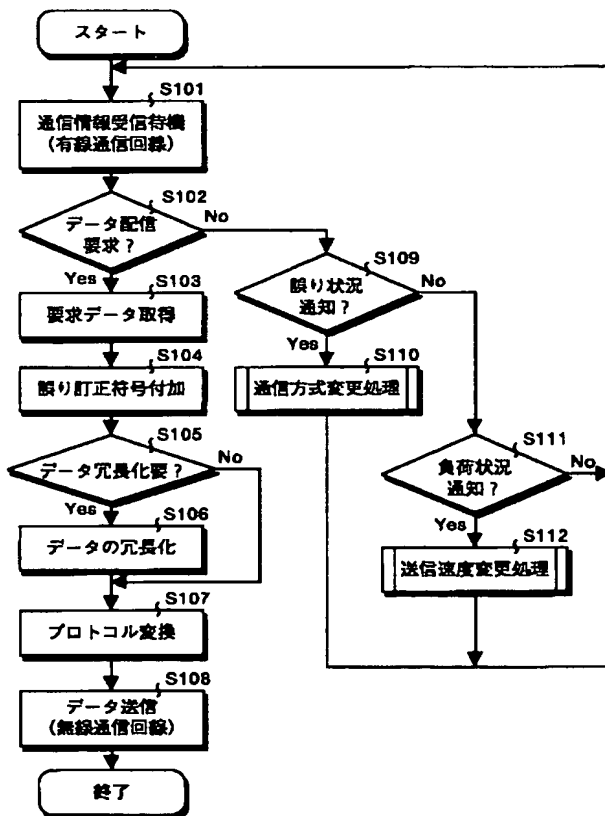 スタート
S101
通信情報受信待機
(有線通信回線)
S102
データ配信
要求?
No
Yes
S103
要求データ取得
S104
誤り訂正符号付加
S105
データ冗長化要?
No
Yes
S106
データの冗長化
S107
プロトコル変換
S108
データ送信
(無線通信回線)
終了
S109
誤り状況
通知?
No
Yes
S110
通信方式変更処理
S111
負荷状況
通知?
No
Yes
S112
送信速度変更処理